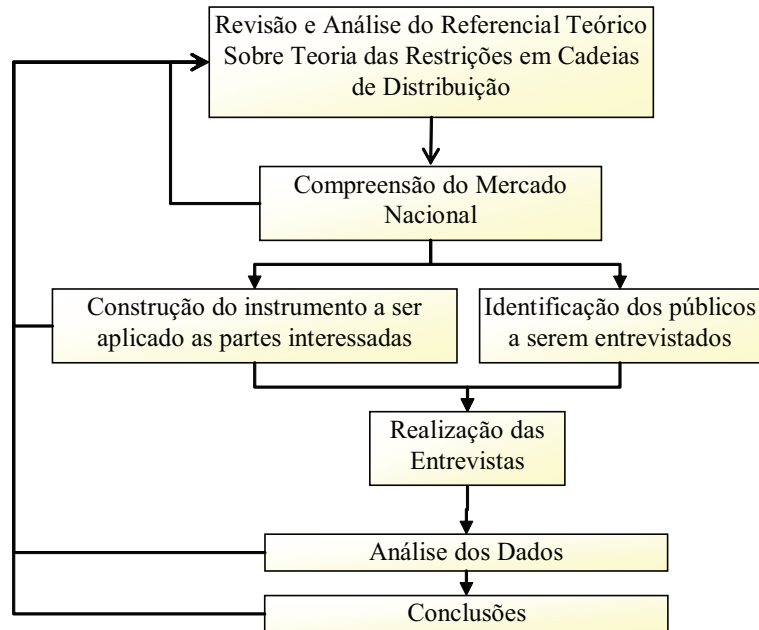 Revisão e Análise do Referencial Teórico
Sobre Teoria das Restrições em Cadeias
de Distribuição
Compreensão do Mercado
Nacional
Construção do instrumento a ser
aplicado as partes interessadas
Identificação dos públicos
a serem entrevistados
Realização das
Entrevistas
Análise dos Dados
Conclusões